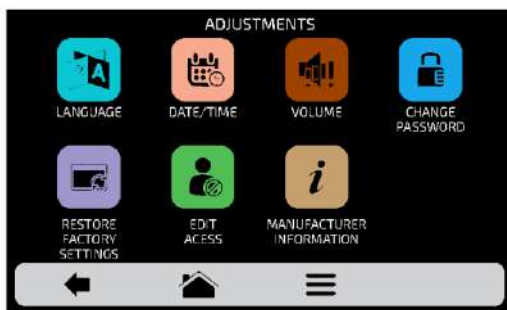 ADJUSTMENTS
A
LANGUAGE
DATE/TIME
VOLUME
CHANGE
PASSWORD
RESTORE
FACTORY
SETTINGS
EDIT
ACESS
i
MANUFACTURER
INFORMATION